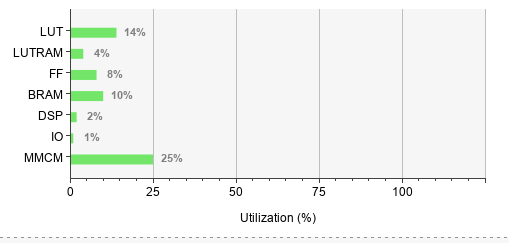 LUT 14%
LUTRAM 4%
FF 8%
BRAM 10%
DSP 2%
IO 1%
MMCM 25%
0 25 50 75 100
Utilization (%)